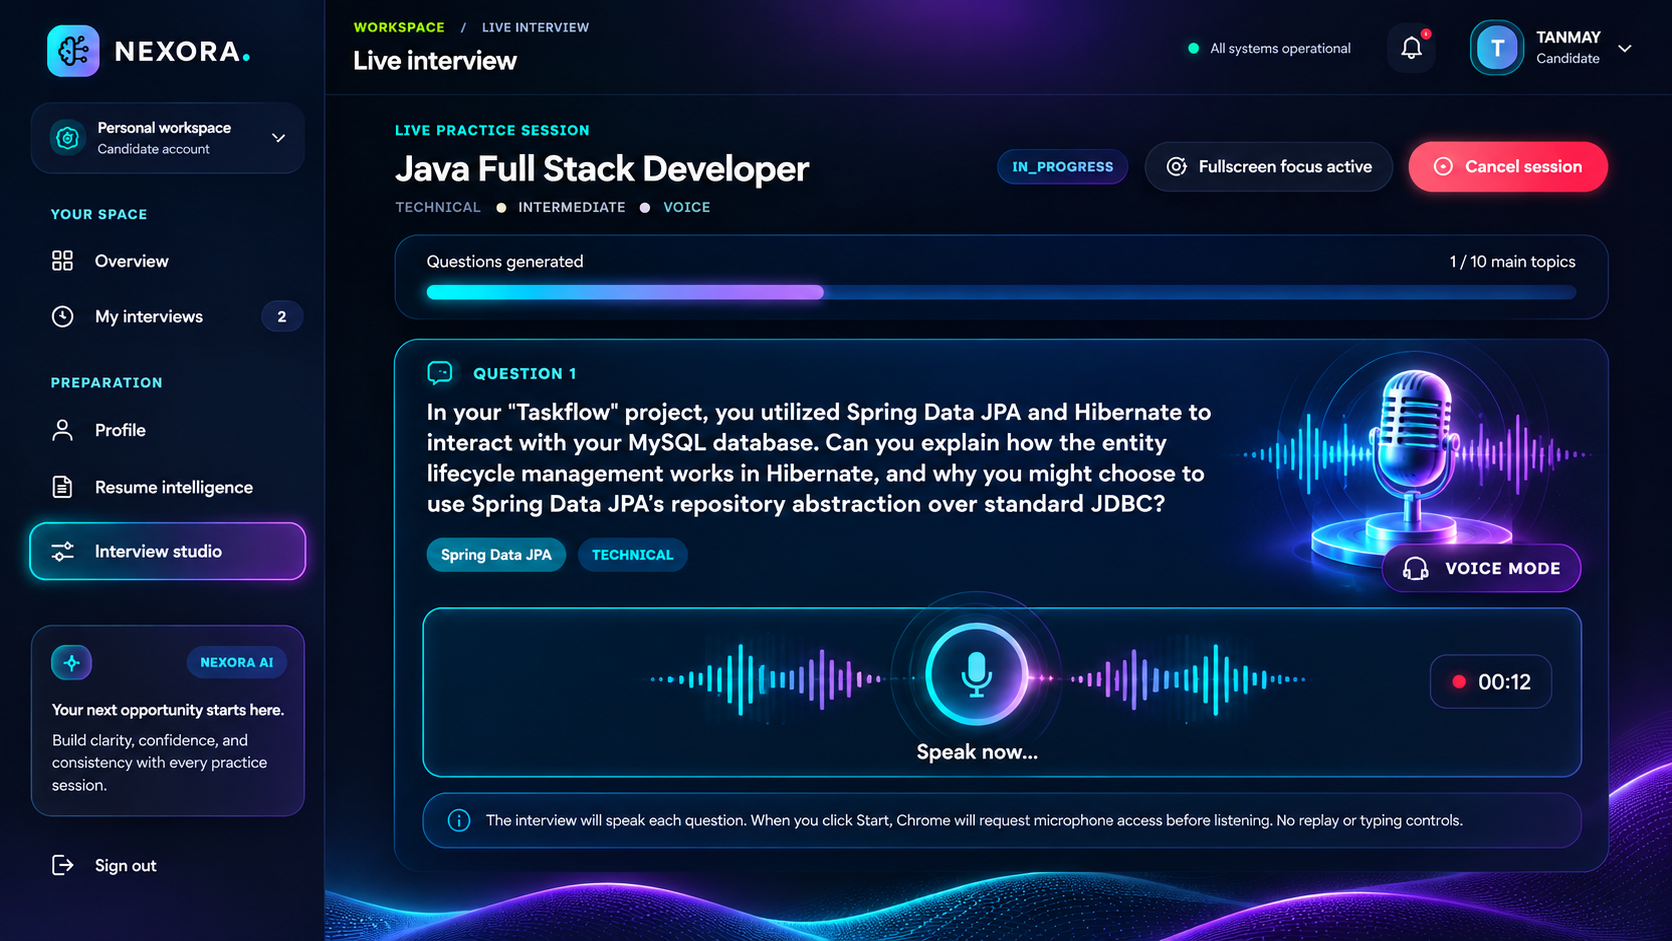 NEXORA.
Personal workspace
Candidate account
YOUR SPACE
Overview
My interviews 2
PREPARATION
Profile
Resume intelligence
Interview studio
NEXORA AI
Your next opportunity starts here.
Build clarity, confidence, and
consistency with every practice
session.
Sign out
WORKSPACE / LIVE INTERVIEW
Live interview
All systems operational
T
TANMAY
Candidate
LIVE PRACTICE SESSION
Java Full Stack Developer
TECHNICAL ● INTERMEDIATE ● VOICE
IN_PROGRESS
Fullscreen focus active
Cancel session
Questions generated
1 / 10 main topics
QUESTION 1
In your "Taskflow" project, you utilized Spring Data JPA and Hibernate to
interact with your MySQL database. Can you explain how the entity
lifecycle management works in Hibernate, and why you might choose to
use Spring Data JPA’s repository abstraction over standard JDBC?
Spring Data JPA
TECHNICAL
VOICE MODE
00:12
Speak now...
The interview will speak each question. When you click Start, Chrome will request microphone access before listening. No replay or typing controls.